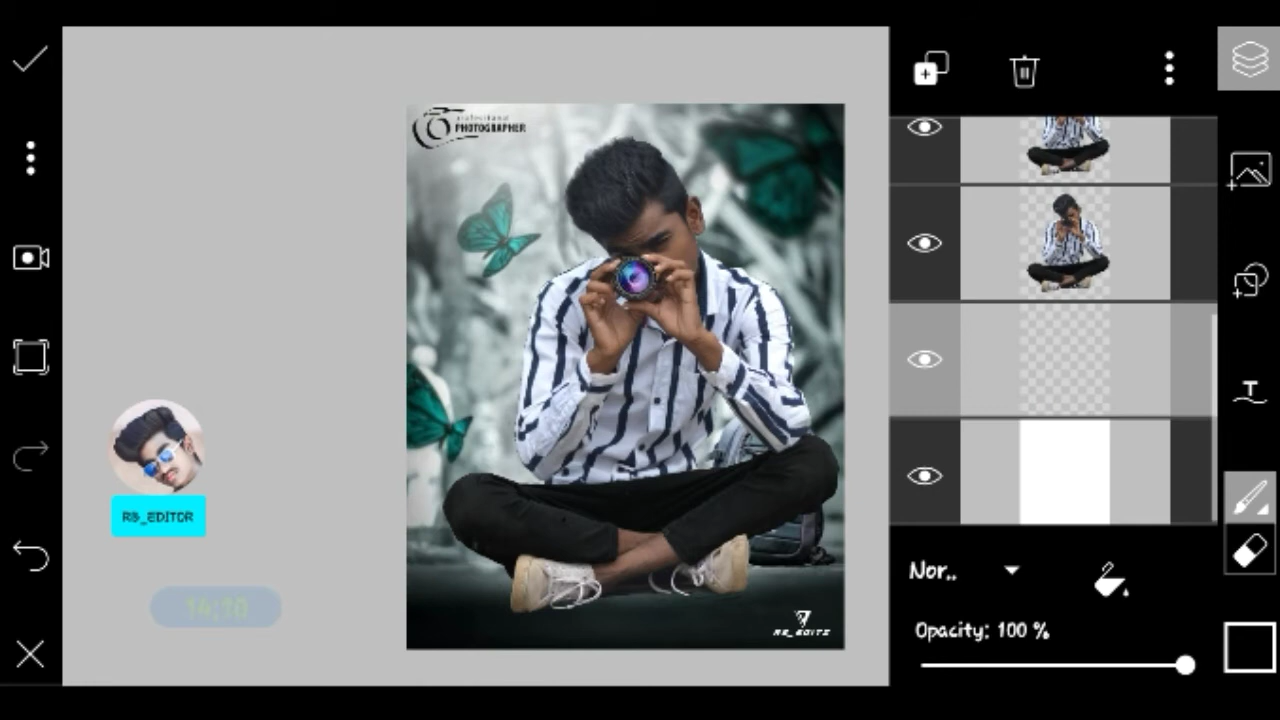 PHOTOGRAPHER
RB_EDITOR
14:10
RB_EDITZ
Nor..
Opacity: 100 %
T